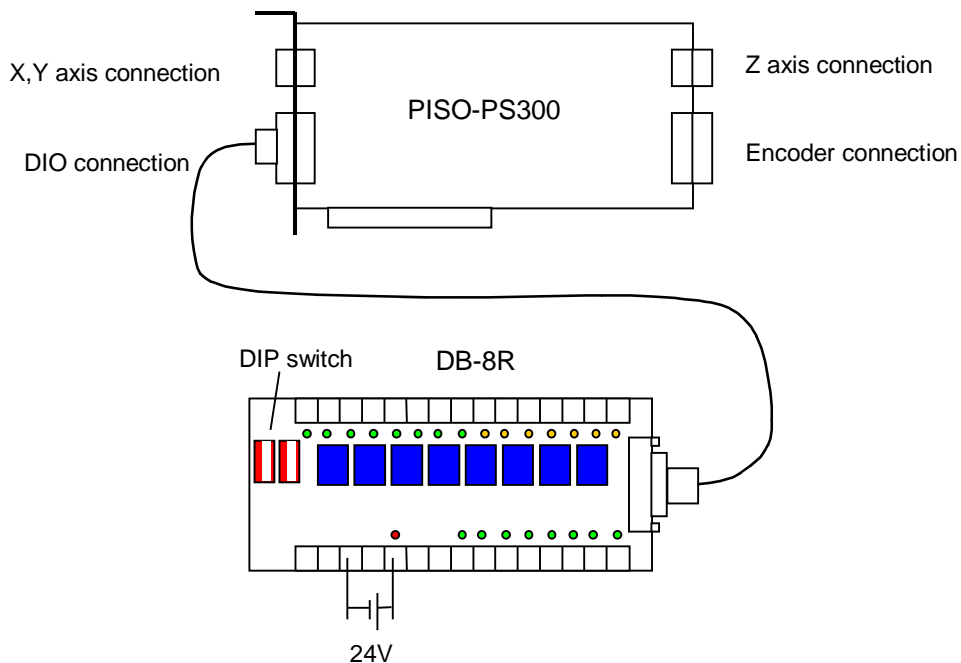 X,Y axis connection
Z axis connection
PISO-PS300
DIO connection
Encoder connection
DIP switch
DB-8R
24V